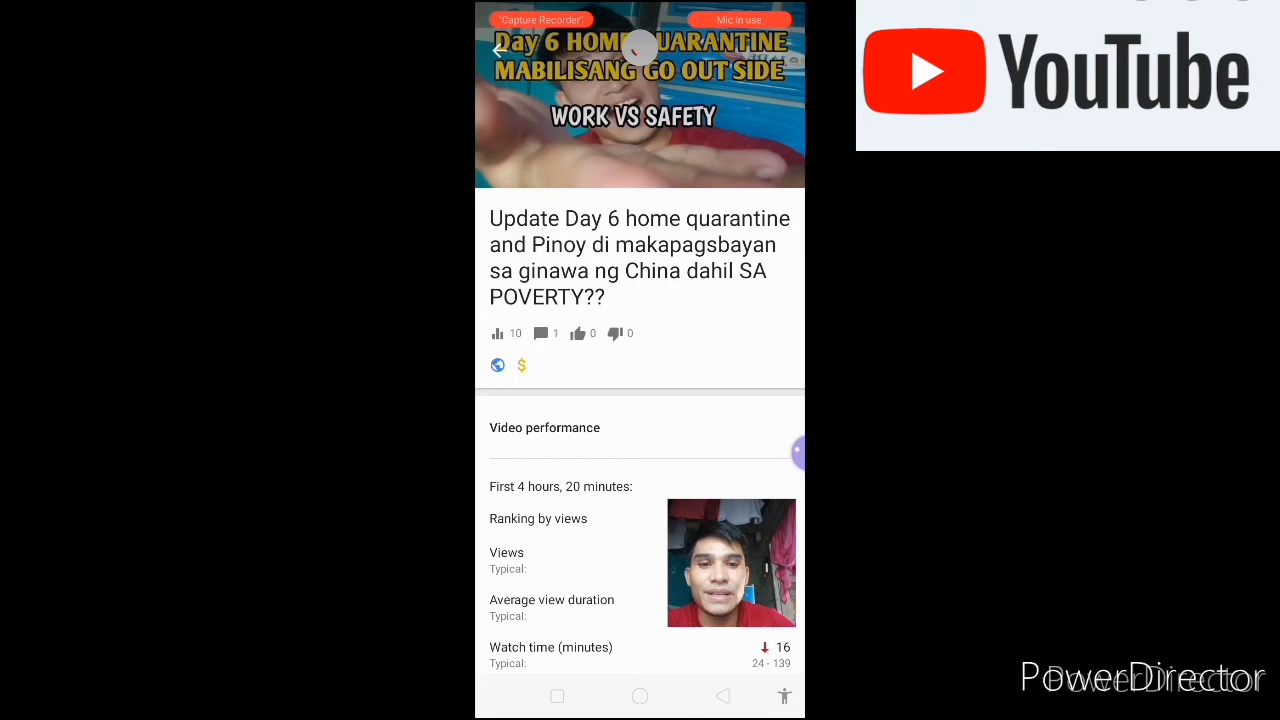 "Capture Recorder"
Mic in use
YouTube
Day 6 HOME QUARANTINE
MABILISANG GO OUT SIDE
WORK VS SAFETY
Update Day 6 home quarantine
and Pinoy di makapagsbayan
sa ginawa ng China dahil SA
POVERTY??
10 1 0 0
$
Video performance
First 4 hours, 20 minutes:
Ranking by views
Views
Typical:
Average view duration
Typical:
Watch time (minutes) 16
Typical: 24 - 139
PowerDirector